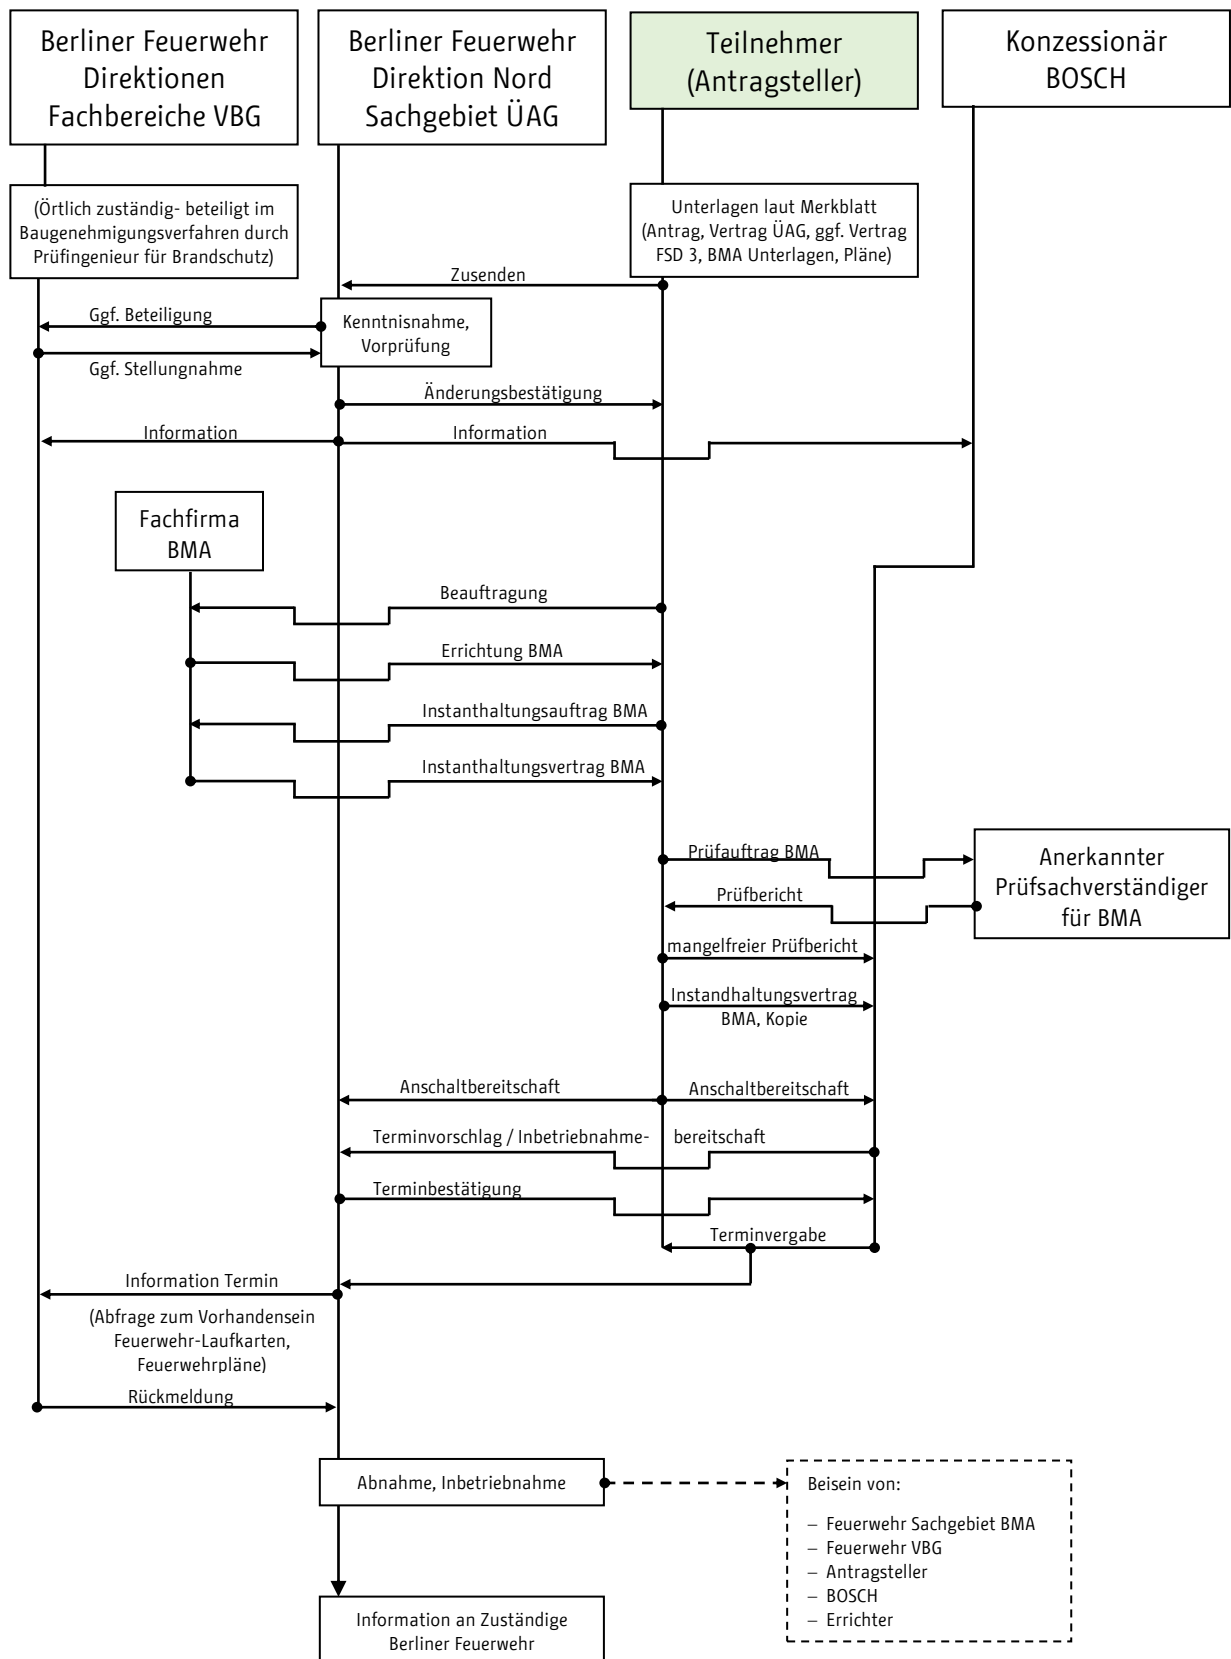 Berliner Feuerwehr
Direktionen
Fachbereiche VBG
Berliner Feuerwehr
Direktion Nord
Sachgebiet ÜAG
Teilnehmer
(Antragsteller)
Konzessionär
BOSCH
(Örtlich zuständig- beteiligt im
Baugenehmigungsverfahren durch
Prüfingenieur für Brandschutz)
Unterlagen laut Merkblatt
(Antrag, Vertrag ÜAG, ggf. Vertrag
FSD 3, BMA Unterlagen, Pläne)
Zusenden
Ggf. Beteiligung
Kenntnisnahme,
Vorprüfung
Ggf. Stellungnahme
Änderungsbestätigung
Information
Information
Fachfirma
BMA
Beauftragung
Errichtung BMA
Instanthaltungsauftrag BMA
Instanthaltungsvertrag BMA
Prüfauftrag BMA
Anerkannter
Prüfsachverständiger
für BMA
Prüfbericht
mangelfreier Prüfbericht
Instandhaltungsvertrag
BMA, Kopie
Anschaltbereitschaft
Anschaltbereitschaft
Terminvorschlag / Inbetriebnahme- bereitschaft
Terminbestätigung
Terminvergabe
Information Termin
(Abfrage zum Vorhandensein
Feuerwehr-Laufkarten,
Feuerwehrpläne)
Rückmeldung
Abnahme, Inbetriebnahme
Beisein von:
– Feuerwehr Sachgebiet BMA
– Feuerwehr VBG
– Antragsteller
– BOSCH
– Errichter
Information an Zuständige
Berliner Feuerwehr